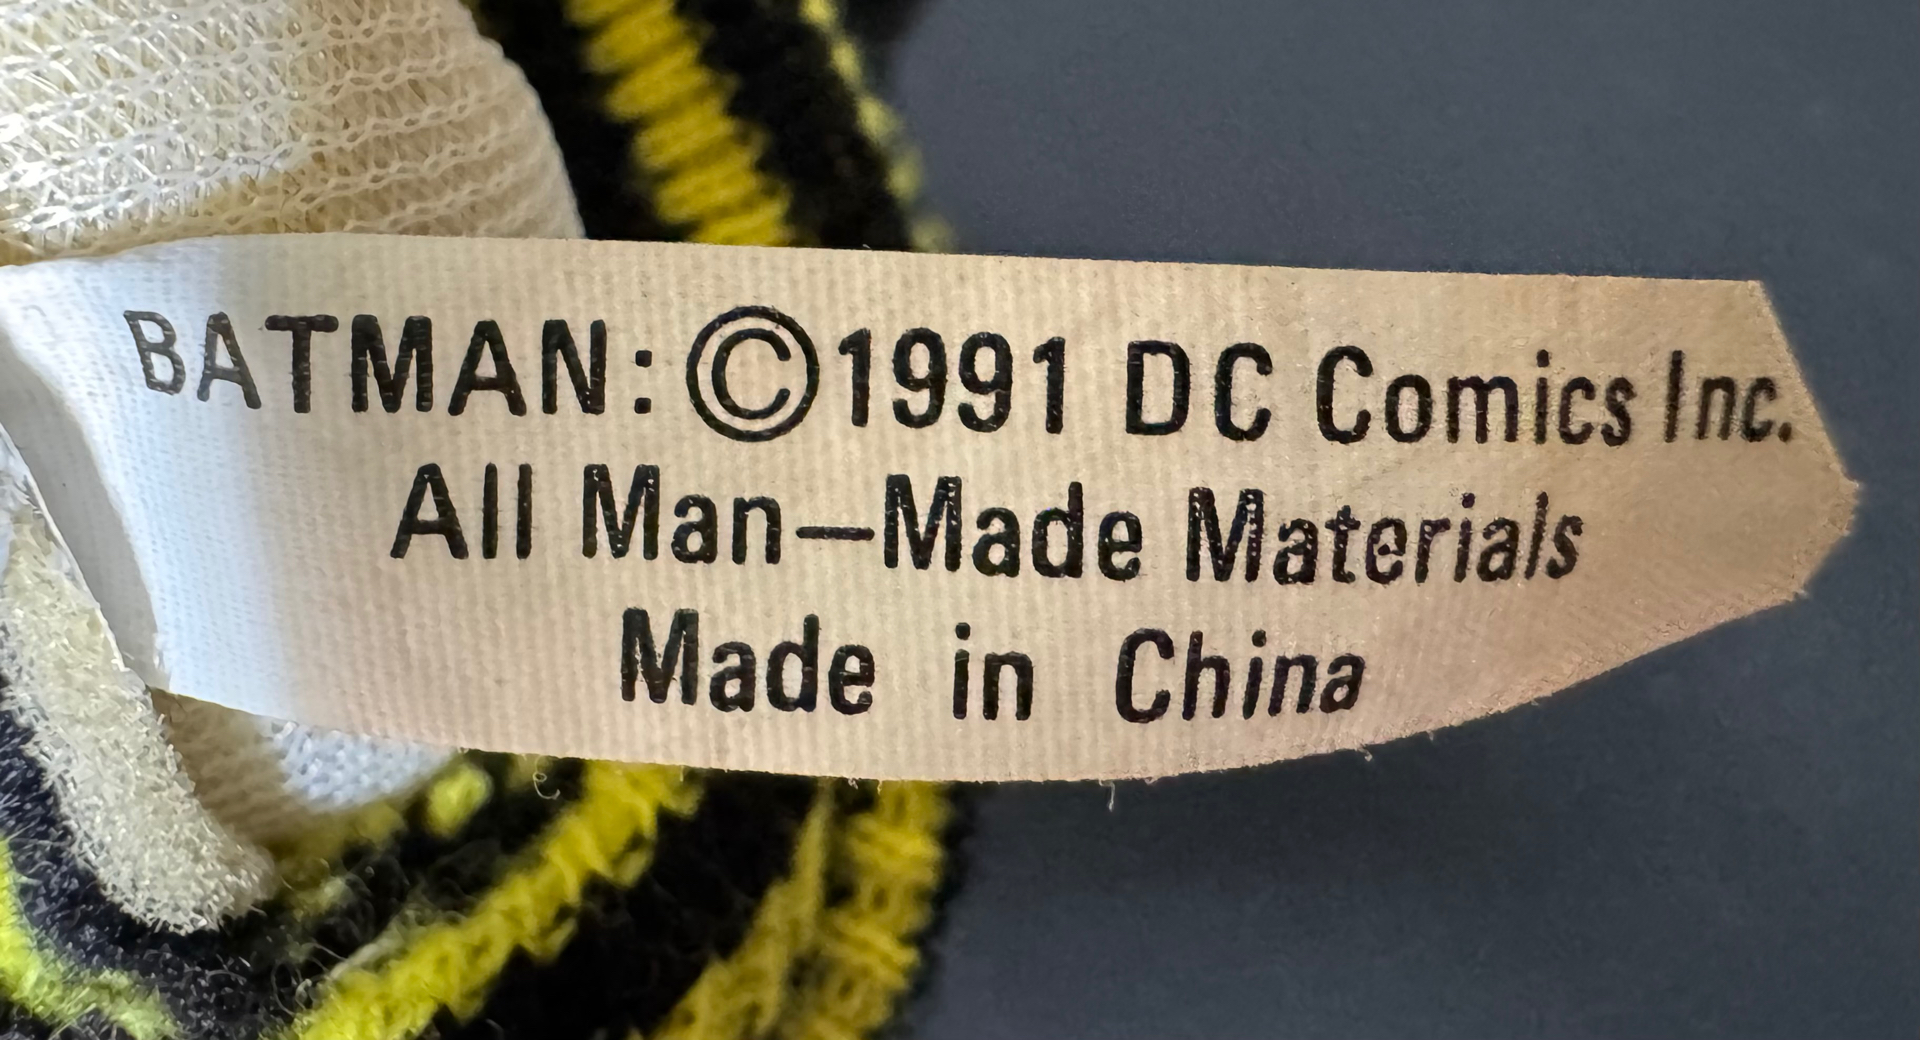 BATMAN: ©1991 DC Comics Inc.
All Man–Made Materials
Made in China